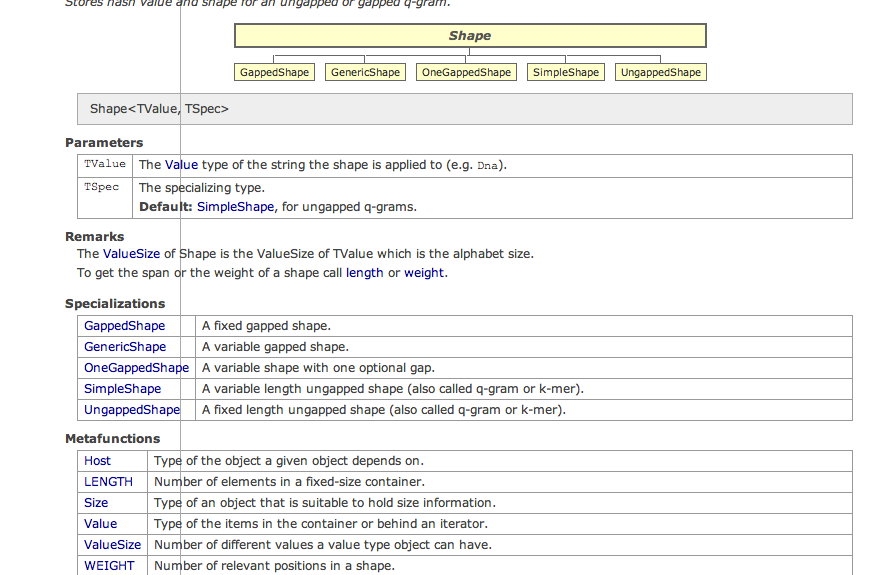 Stores hash value and shape for an ungapped or gapped q-gram.
Shape
GappedShape GenericShape OneGappedShape SimpleShape UngappedShape
Shape<TValue, TSpec>
Parameters
TValue The Value type of the string the shape is applied to (e.g. Dna).
TSpec The specializing type.
Default: SimpleShape, for ungapped q-grams.
Remarks
The ValueSize of Shape is the ValueSize of TValue which is the alphabet size.
To get the span or the weight of a shape call length or weight.
Specializations
GappedShape A fixed gapped shape.
GenericShape A variable gapped shape.
OneGappedShape A variable shape with one optional gap.
SimpleShape A variable length ungapped shape (also called q-gram or k-mer).
UngappedShape A fixed length ungapped shape (also called q-gram or k-mer).
Metafunctions
Host Type of the object a given object depends on.
LENGTH Number of elements in a fixed-size container.
Size Type of an object that is suitable to hold size information.
Value Type of the items in the container or behind an iterator.
ValueSize Number of different values a value type object can have.
WEIGHT Number of relevant positions in a shape.